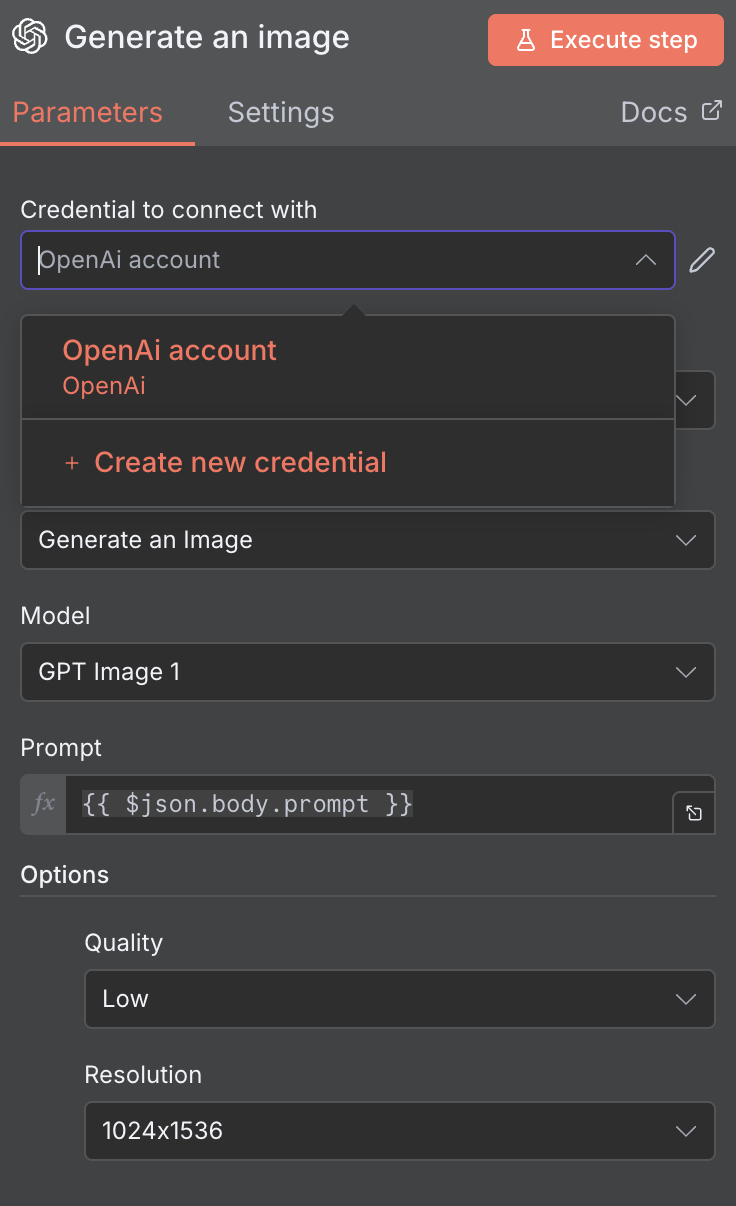 Generate an image
Execute step
Parameters
Settings
Docs
Credential to connect with
OpenAi account
OpenAi account
OpenAi
+ Create new credential
Generate an Image
Model
GPT Image 1
Prompt
fx {{ $json.body.prompt }}
Options
Quality
Low
Resolution
1024x1536